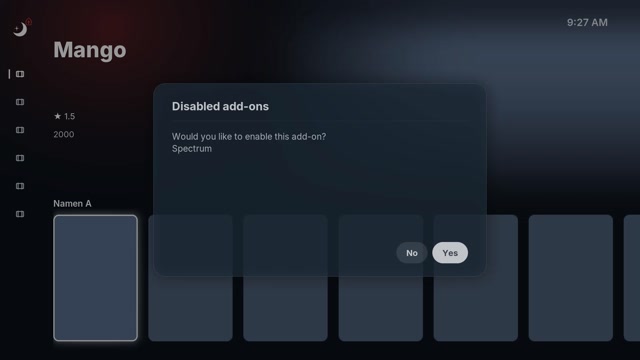 9:27 AM
Mango
★ 1.5
2000
Disabled add-ons
Would you like to enable this add-on?
Spectrum
No
Yes
Namen A